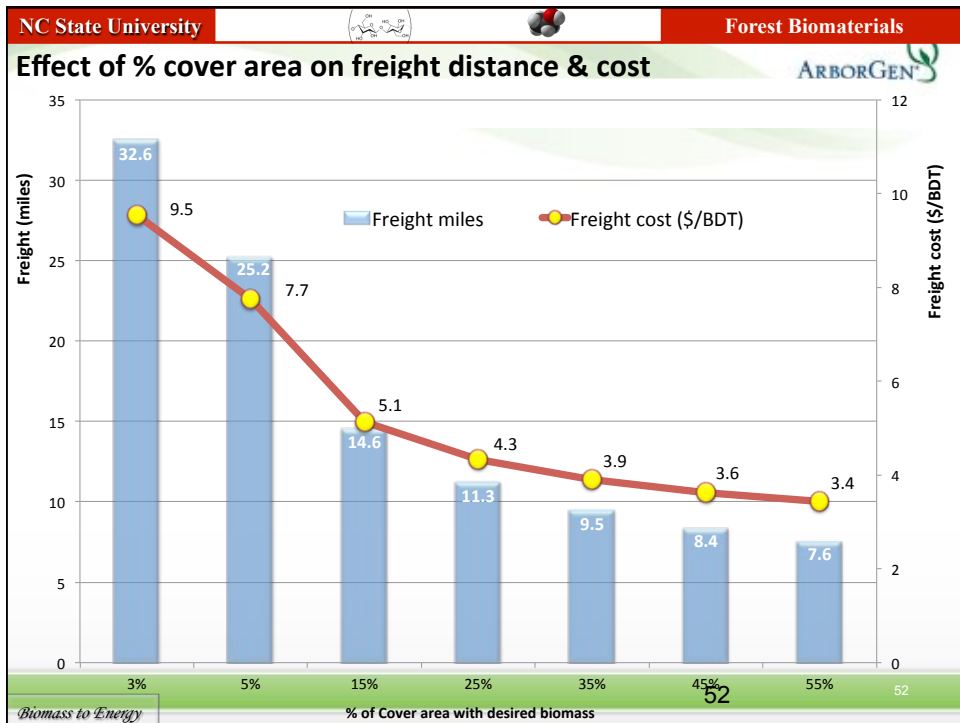 NC State University
Forest Biomaterials
Effect of % cover area on freight distance & cost
ARBORGEN
Freight (miles)
35
30
25
20
15
10
5
0
Freight miles
Freight cost ($/BDT)
32.6
25.2
14.6
11.3
9.5
8.4
7.6
9.5
7.7
5.1
4.3
3.9
3.6
3.4
12
10
8
6
4
2
0
Freight cost ($/BDT)
3% 5% 15% 25% 35% 45% 55%
52
52
Biomass to Energy
% of Cover area with desired biomass